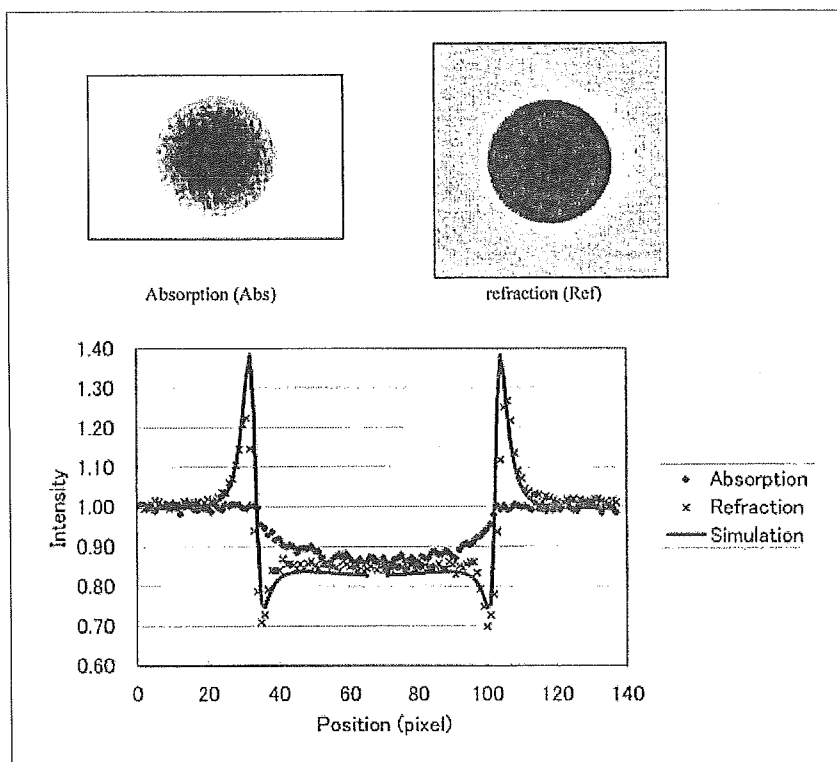 Absorption (Abs)
refraction (Ref)
1.40
1.30
1.20
1.10
1.00
0.90
0.80
0.70
0.60
Intensity
0 20 40 60 80 100 120 140
Position (pixel)
Absorption
Refraction
Simulation